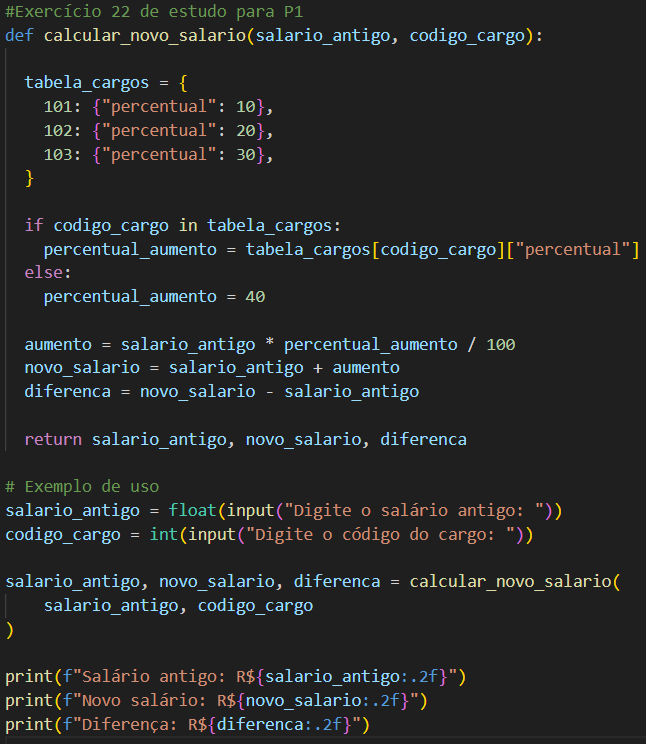 #Exercício 22 de estudo para P1
def calcular_novo_salario(salario_antigo, codigo_cargo):
  tabela_cargos = {
    101: {"percentual": 10},
    102: {"percentual": 20},
    103: {"percentual": 30},
  }
  if codigo_cargo in tabela_cargos:
    percentual_aumento = tabela_cargos[codigo_cargo]["percentual"]
  else:
    percentual_aumento = 40
  aumento = salario_antigo * percentual_aumento / 100
  novo_salario = salario_antigo + aumento
  diferenca = novo_salario - salario_antigo
  return salario_antigo, novo_salario, diferenca
# Exemplo de uso
salario_antigo = float(input("Digite o salário antigo: "))
codigo_cargo = int(input("Digite o código do cargo: "))
salario_antigo, novo_salario, diferenca = calcular_novo_salario(
    salario_antigo, codigo_cargo
)
print(f"Salário antigo: R${salario_antigo:.2f}")
print(f"Novo salário: R${novo_salario:.2f}")
print(f"Diferença: R${diferenca:.2f}")